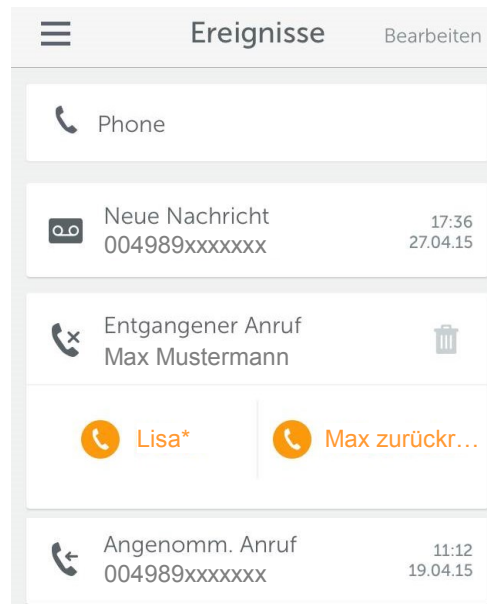 Ereignisse Bearbeiten
Phone
Neue Nachricht 17:36
004989xxxxxxx 27.04.15
Entgangener Anruf
Max Mustermann
Lisa* Max zurückr…
Angenomm. Anruf 11:12
004989xxxxxxx 19.04.15